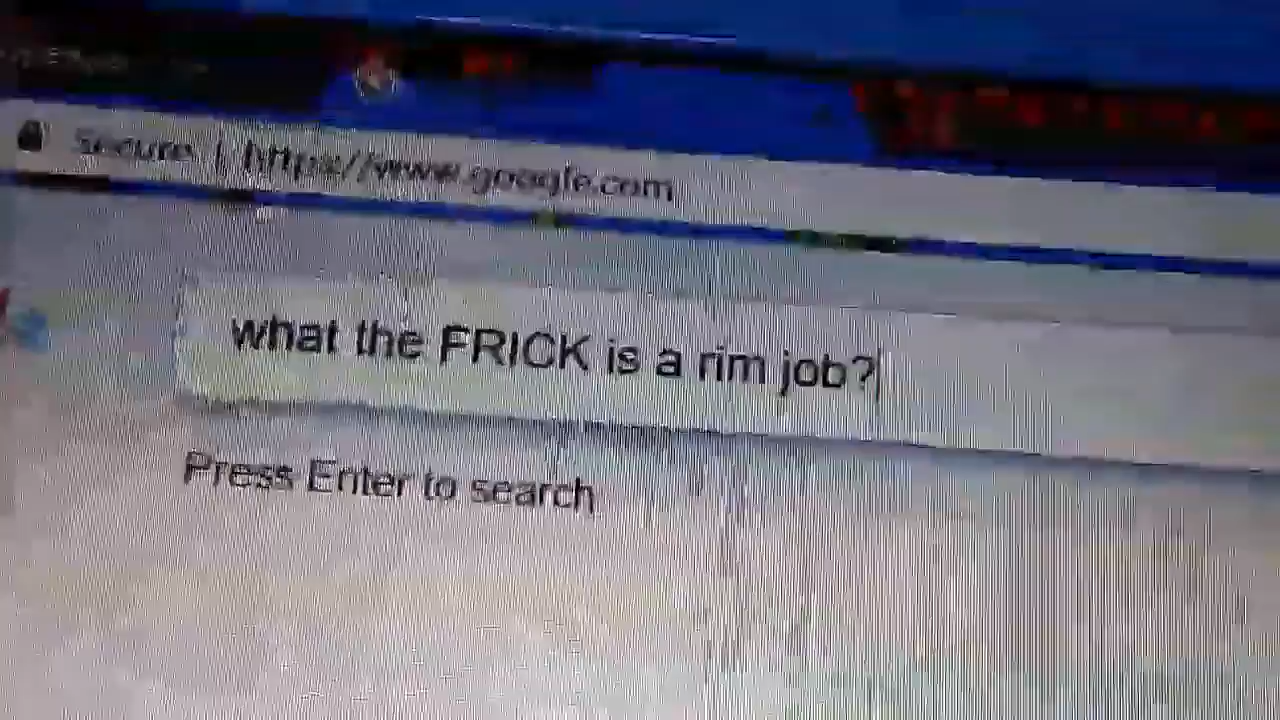 Secure | https://www.google.com
what the FRICK is a rim job?
Press Enter to search